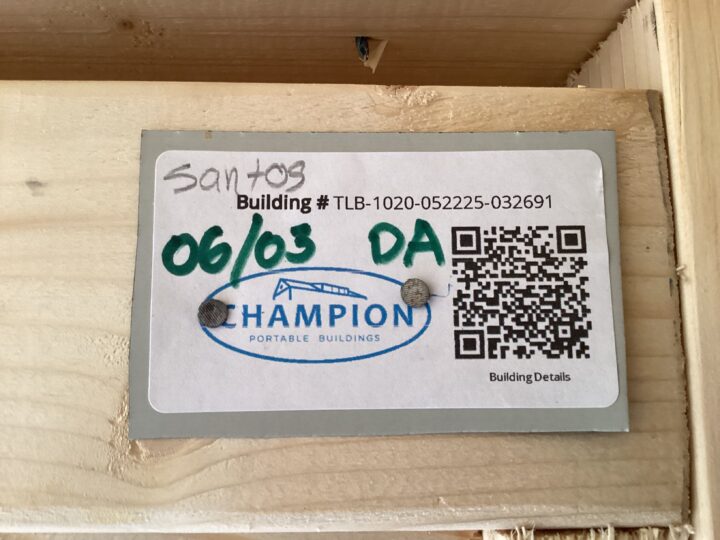 Santos
Building # TLB-1020-052225-032691
06/03 DA
CHAMPION
PORTABLE BUILDINGS
Building Details